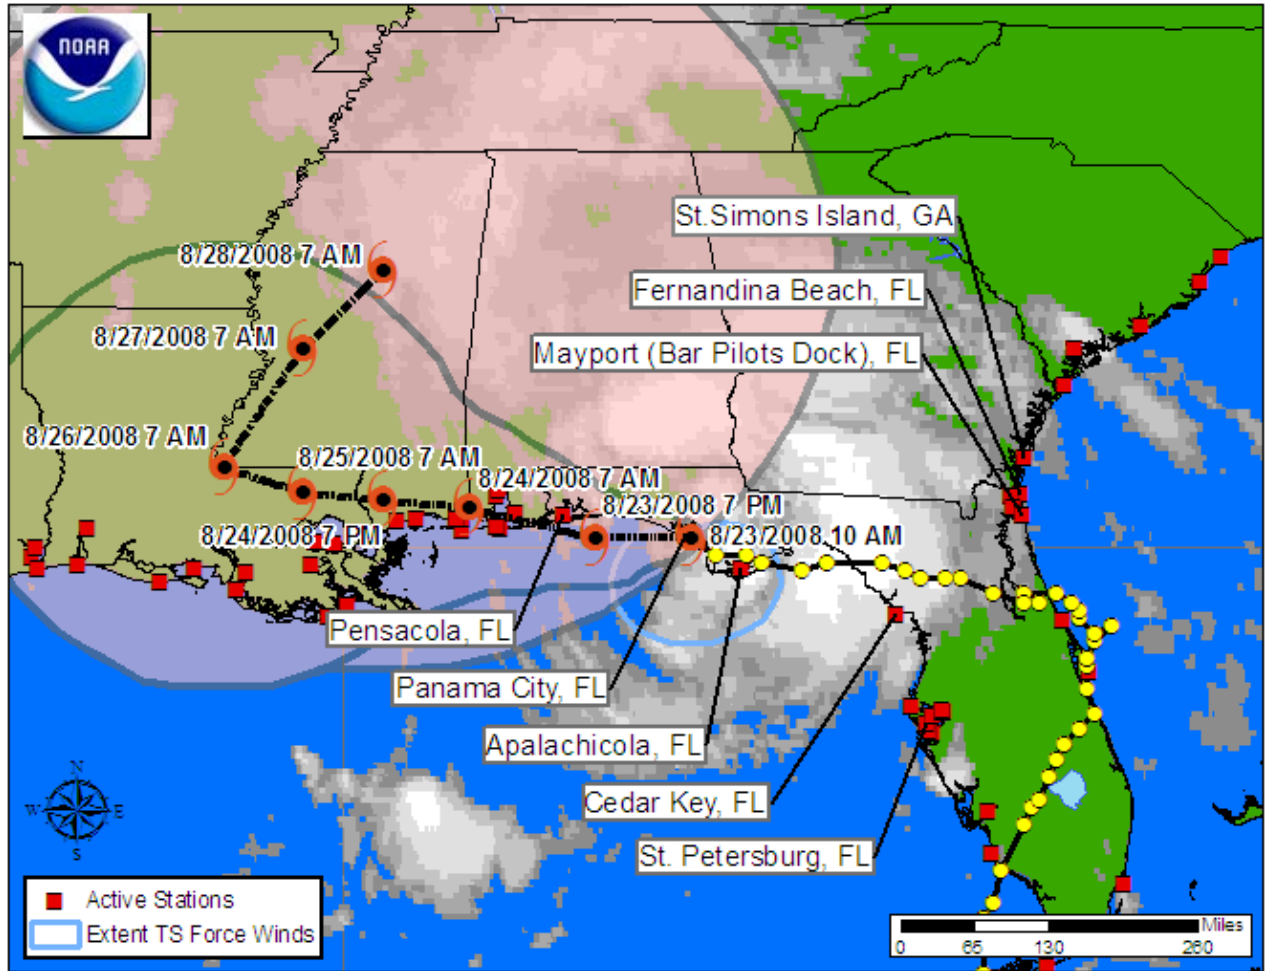 NOAA
St.Simons Island, GA
8/28/2008 7 AM
Fernandina Beach, FL
8/27/2008 7 AM
Mayport (Bar Pilots Dock), FL
8/26/2008 7 AM
8/25/2008 7 AM
8/24/2008 7 AM
8/23/2008 7 PM
8/24/2008 7 PM
8/23/2008 10 AM
Pensacola, FL
Panama City, FL
Apalachicola, FL
Cedar Key, FL
St. Petersburg, FL
N
W E
S
Active Stations
Extent TS Force Winds
Miles
0 65 130 260